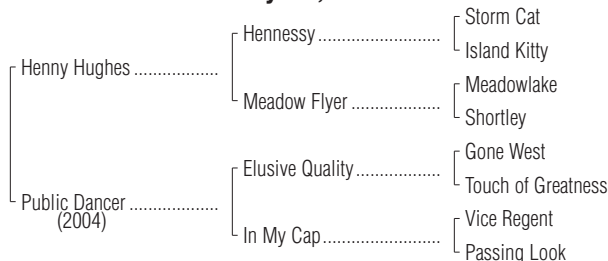 Storm Cat
Hennessy
Island Kitty
Henny Hughes
Meadowlake
Meadow Flyer
Shortley
Gone West
Elusive Quality
Touch of Greatness
Public Dancer
(2004)
Vice Regent
In My Cap
Passing Look